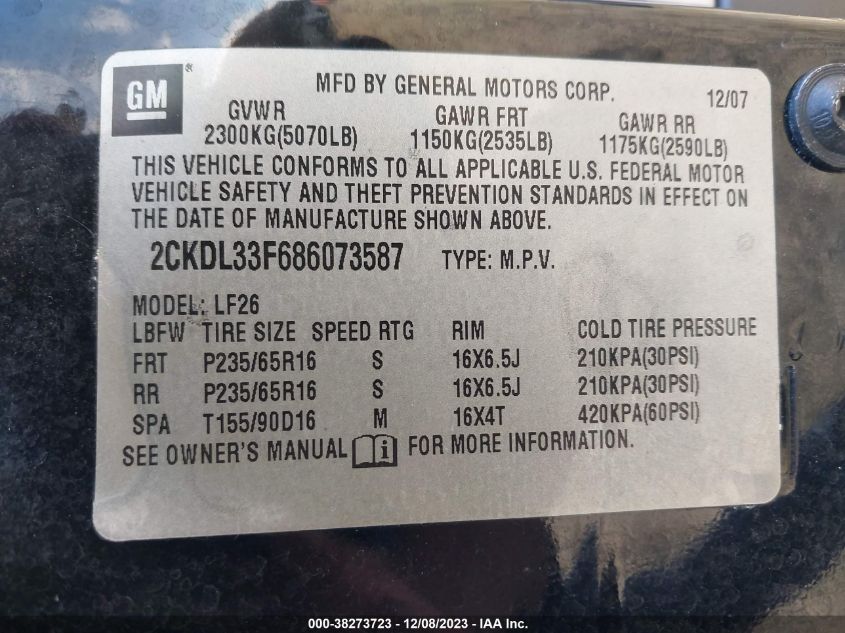 GM ® MFD BY GENERAL MOTORS CORP. 12/07
GVWR GAWR FRT GAWR RR
2300KG(5070LB) 1150KG(2535LB) 1175KG(2590LB)
THIS VEHICLE CONFORMS TO ALL APPLICABLE U.S. FEDERAL MOTOR
VEHICLE SAFETY AND THEFT PREVENTION STANDARDS IN EFFECT ON
THE DATE OF MANUFACTURE SHOWN ABOVE.
2CKDL33F686073587 TYPE: M.P.V.
MODEL: LF26
LBFW TIRE SIZE SPEED RTG RIM COLD TIRE PRESSURE
FRT P235/65R16 S 16X6.5J 210KPA(30PSI)
RR P235/65R16 S 16X6.5J 210KPA(30PSI)
SPA T155/90D16 M 16X4T 420KPA(60PSI)
SEE OWNER'S MANUAL i FOR MORE INFORMATION.
000-38273723 - 12/08/2023 - IAA Inc.